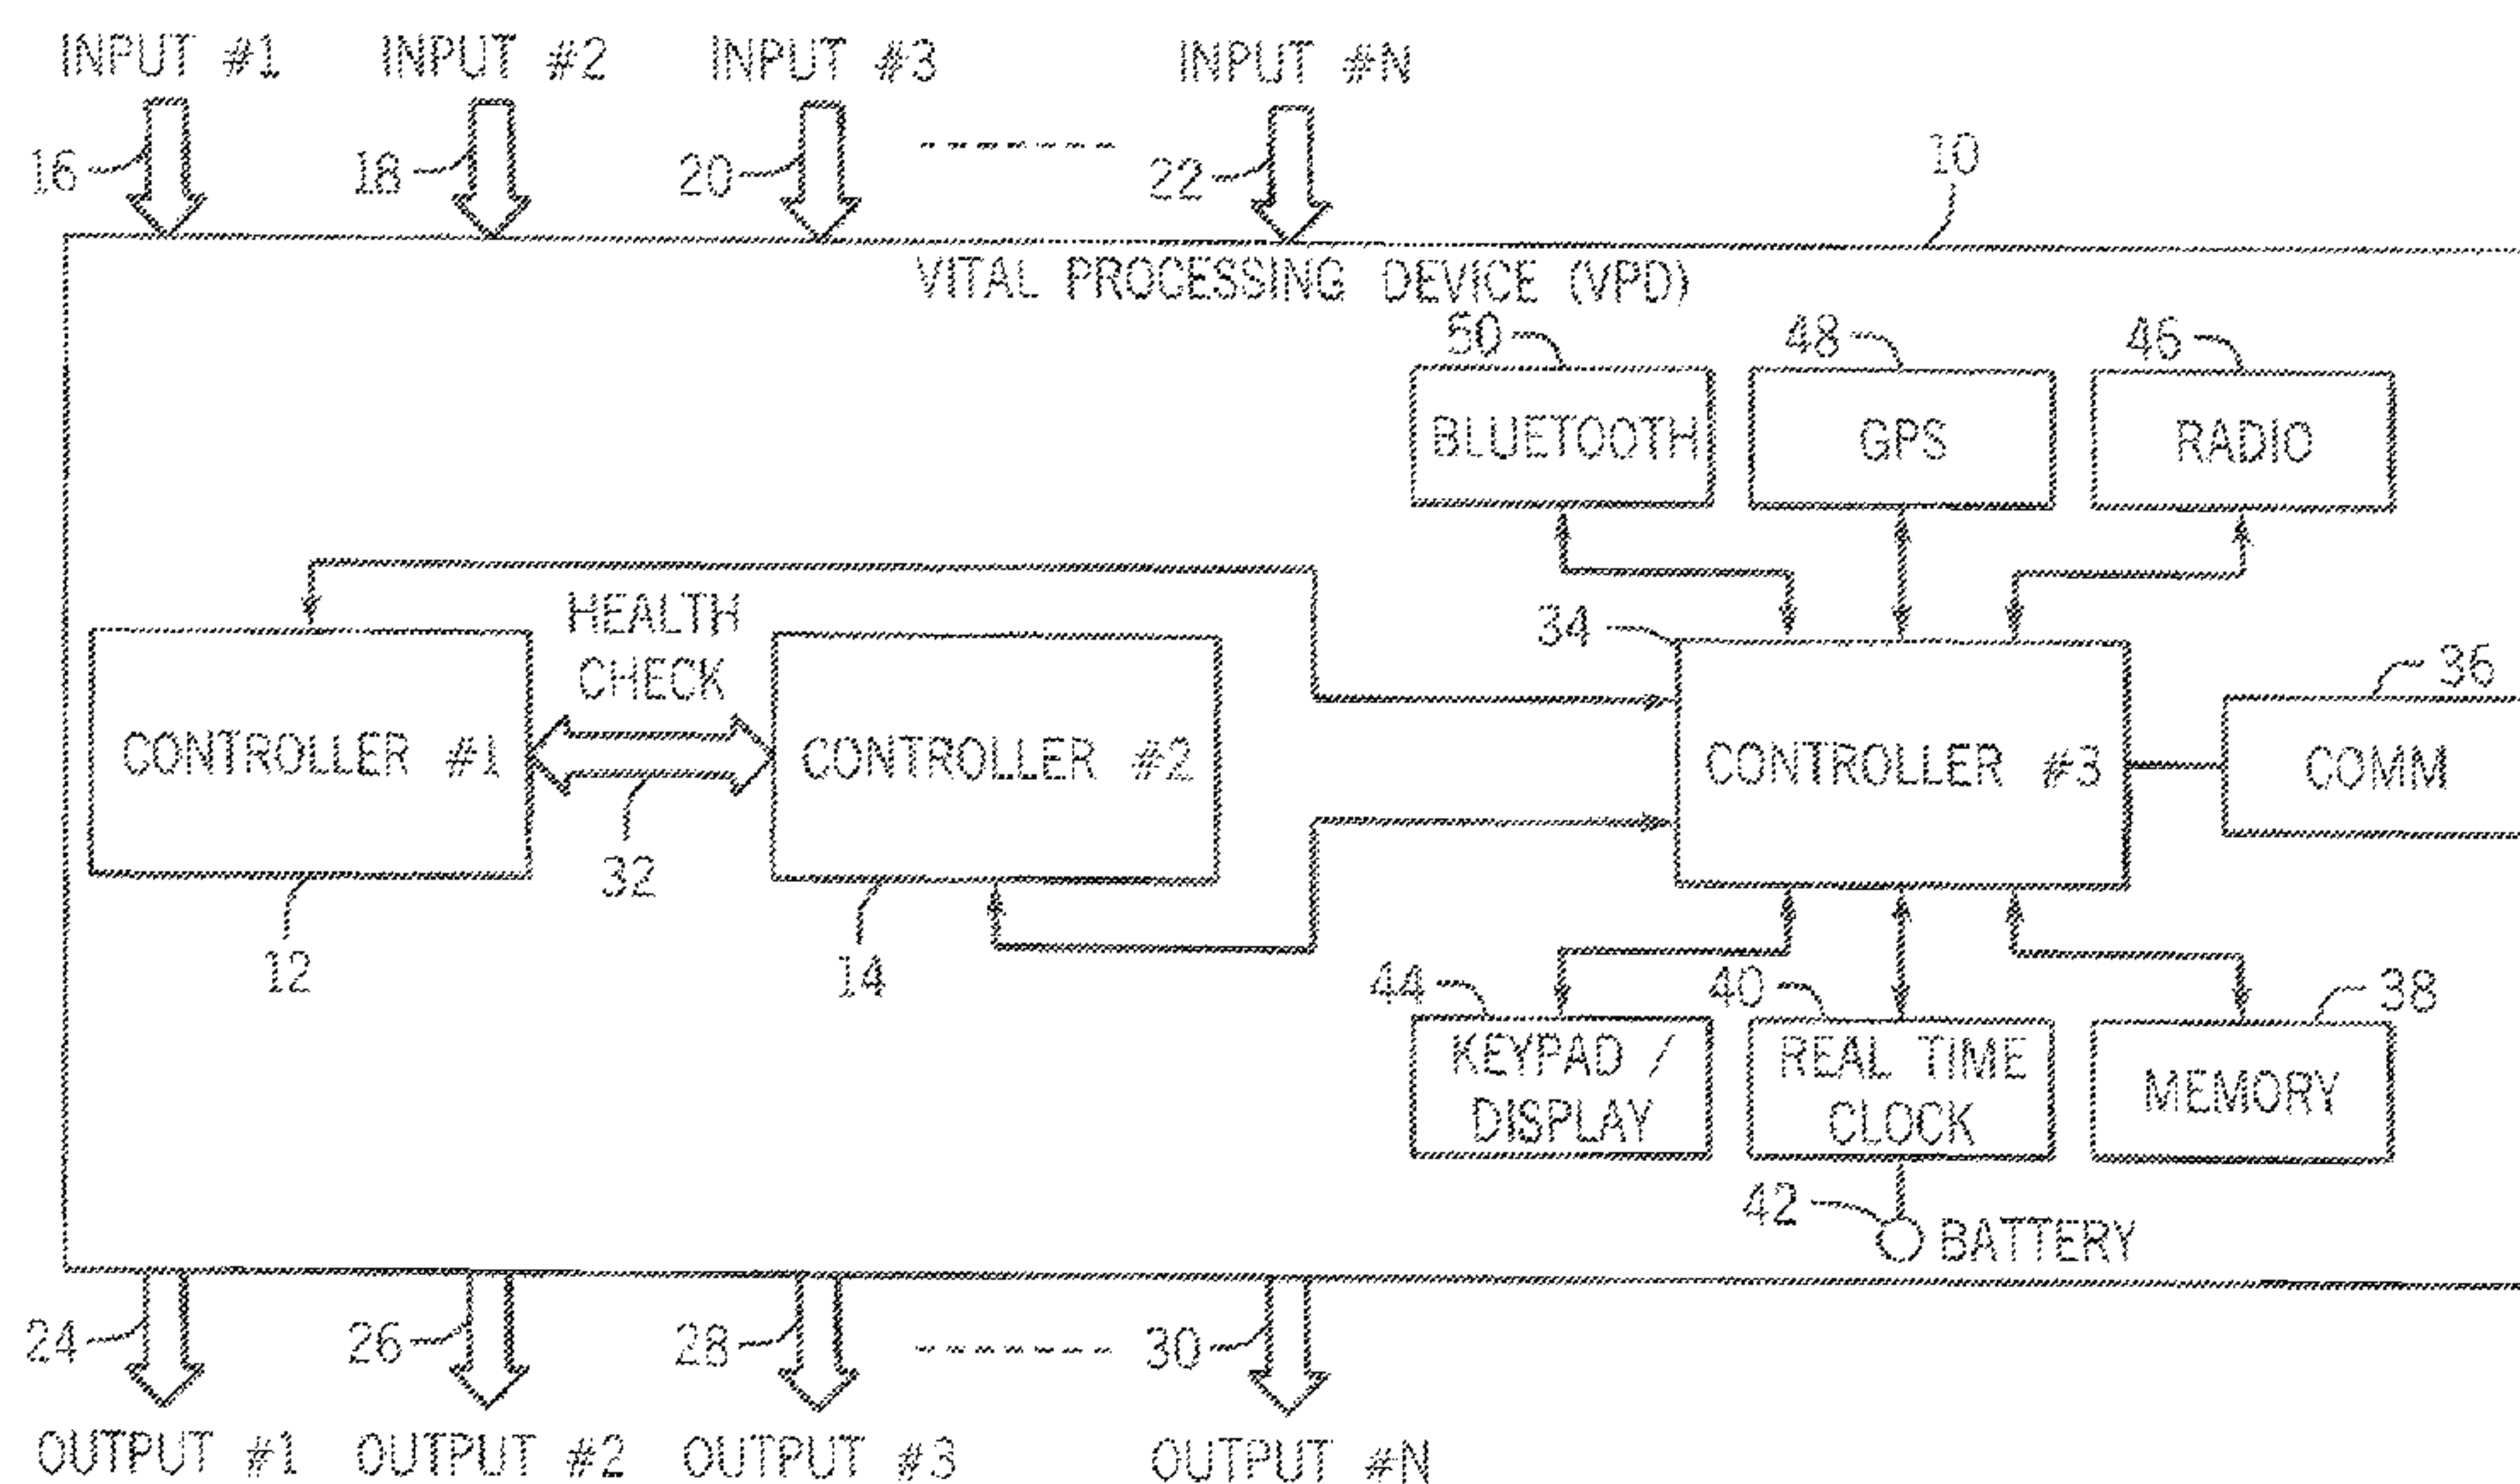 INPUT #1 INPUT #2 INPUT #3 INPUT #N
16 18 20 22 10
VITAL PROCESSING DEVICE (VPD)
50 48 46
BLUETOOTH GPS RADIO
HEALTH
CHECK
34
36
CONTROLLER #1 CONTROLLER #2 CONTROLLER #3 COMM
32
12 14
44 40 38
KEYPAD /
DISPLAY
REAL TIME
CLOCK
MEMORY
42
BATTERY
24 26 28 30
OUTPUT #1 OUTPUT #2 OUTPUT #3 OUTPUT #N